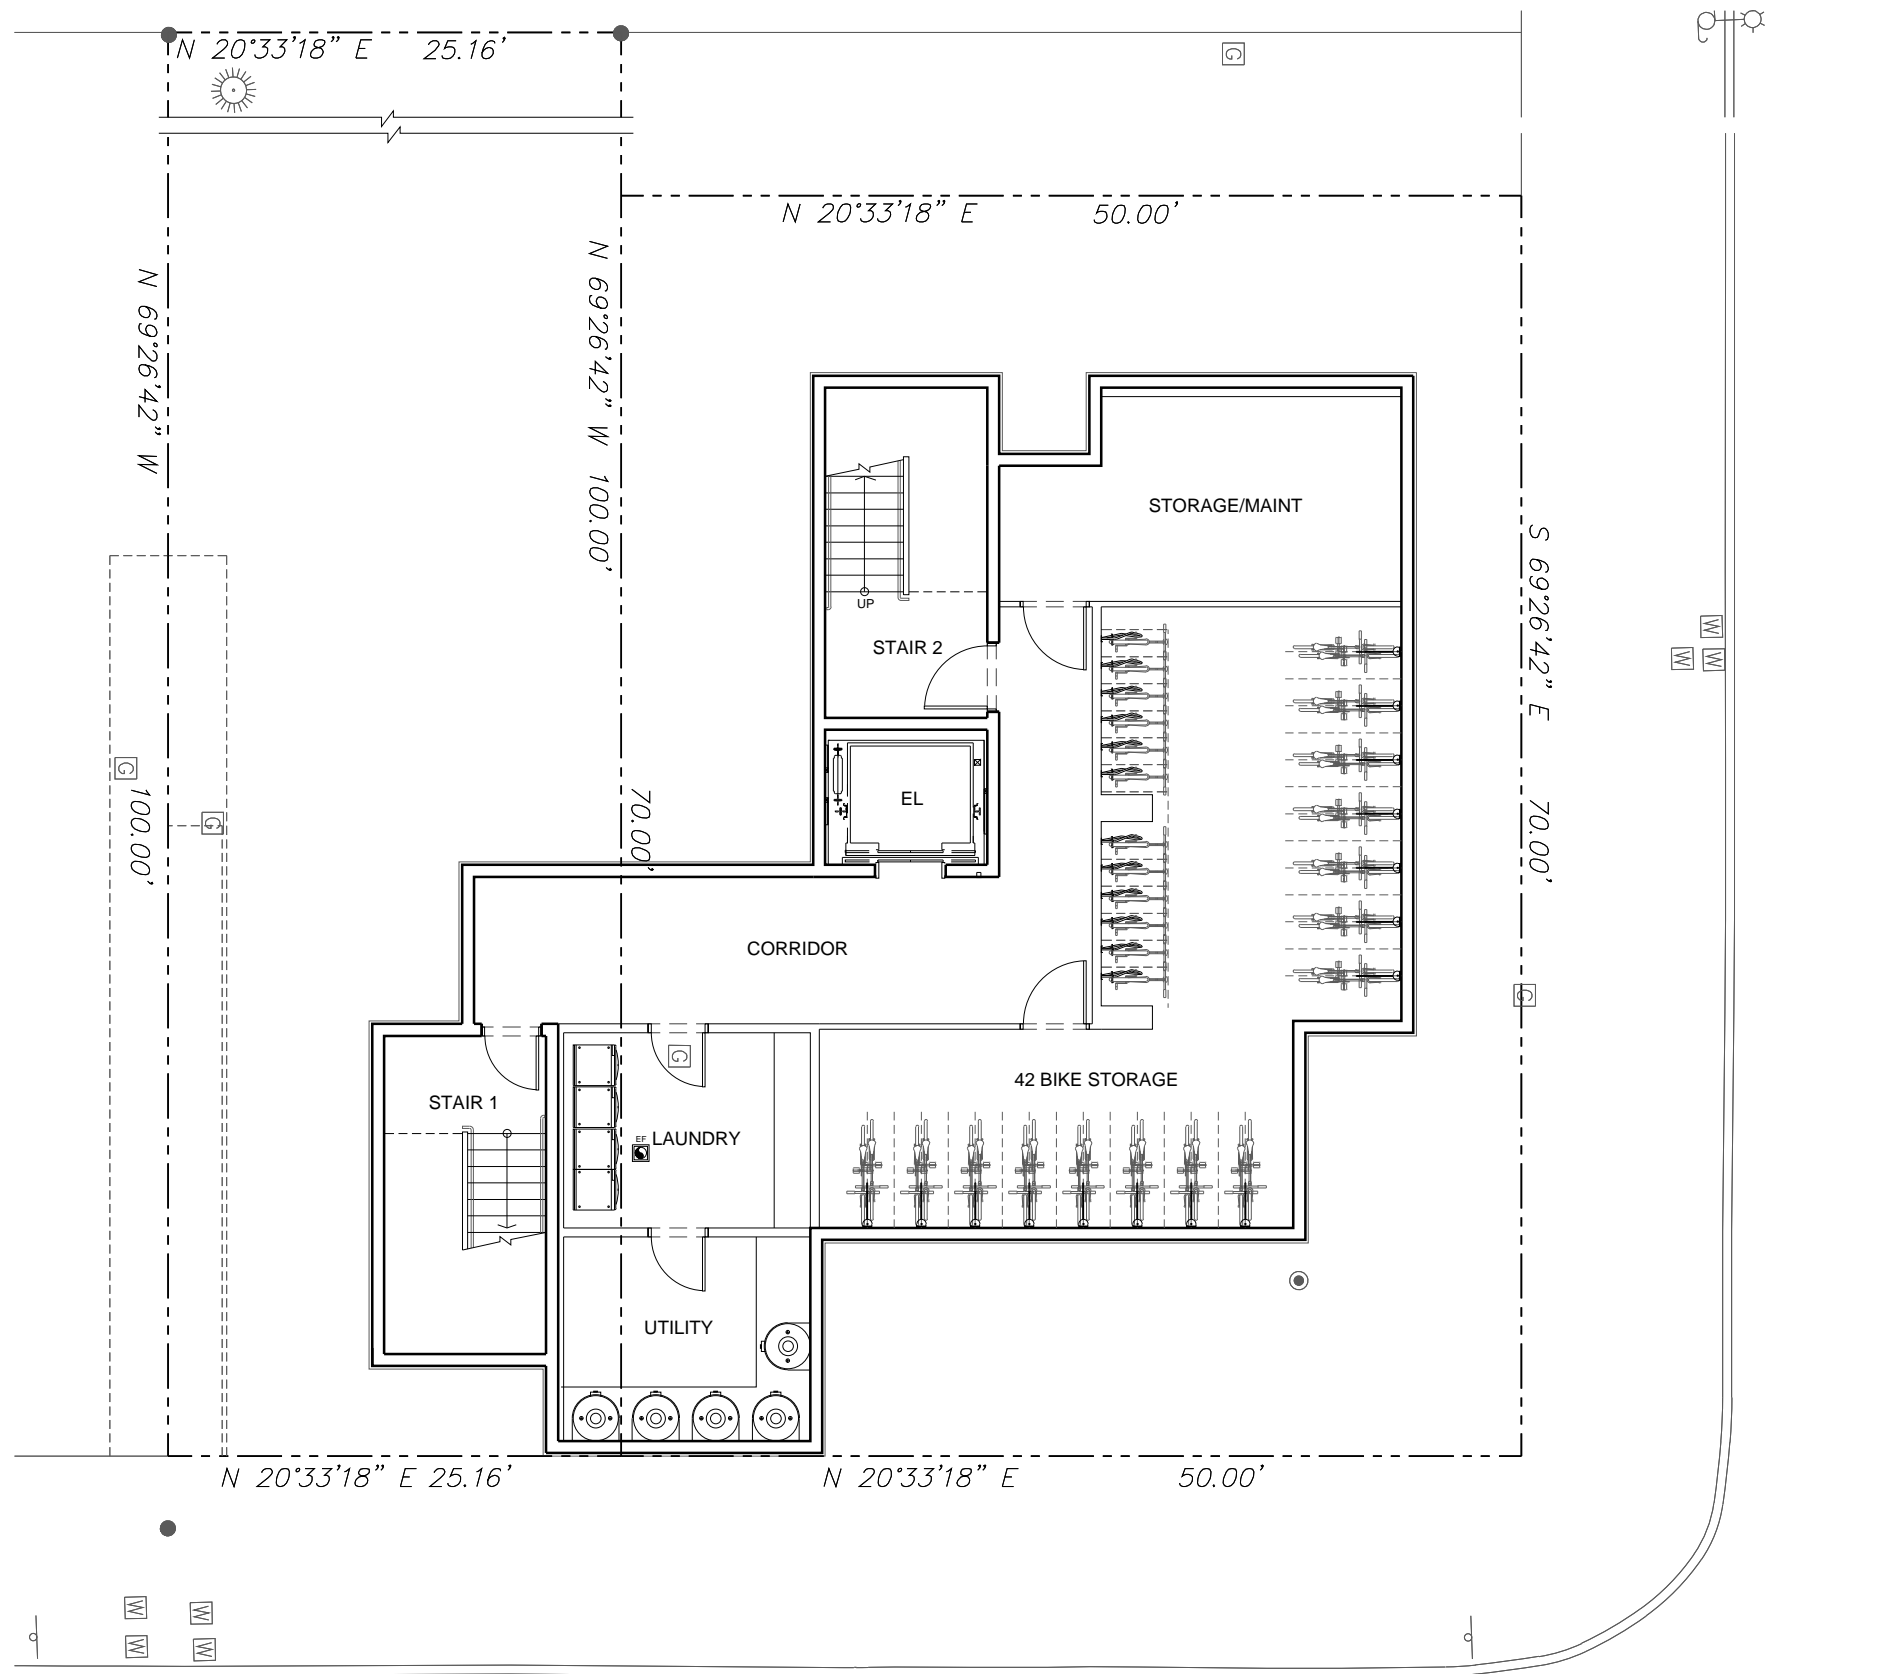 N 20°33'18" E 25.16'
G
N 20°33'18" E 50.00'
N 69°26'42" W
N 69°26'42" W 100.00'
STORAGE/MAINT
S 69°26'42" E 70.00'
UP
STAIR 2
W
W
W
G
100.00'
G
70.00'
EL
CORRIDOR
G
G
42 BIKE STORAGE
STAIR 1
EF
LAUNDRY
UTILITY
N 20°33'18" E 25.16'
N 20°33'18" E 50.00'
W
W
W
W